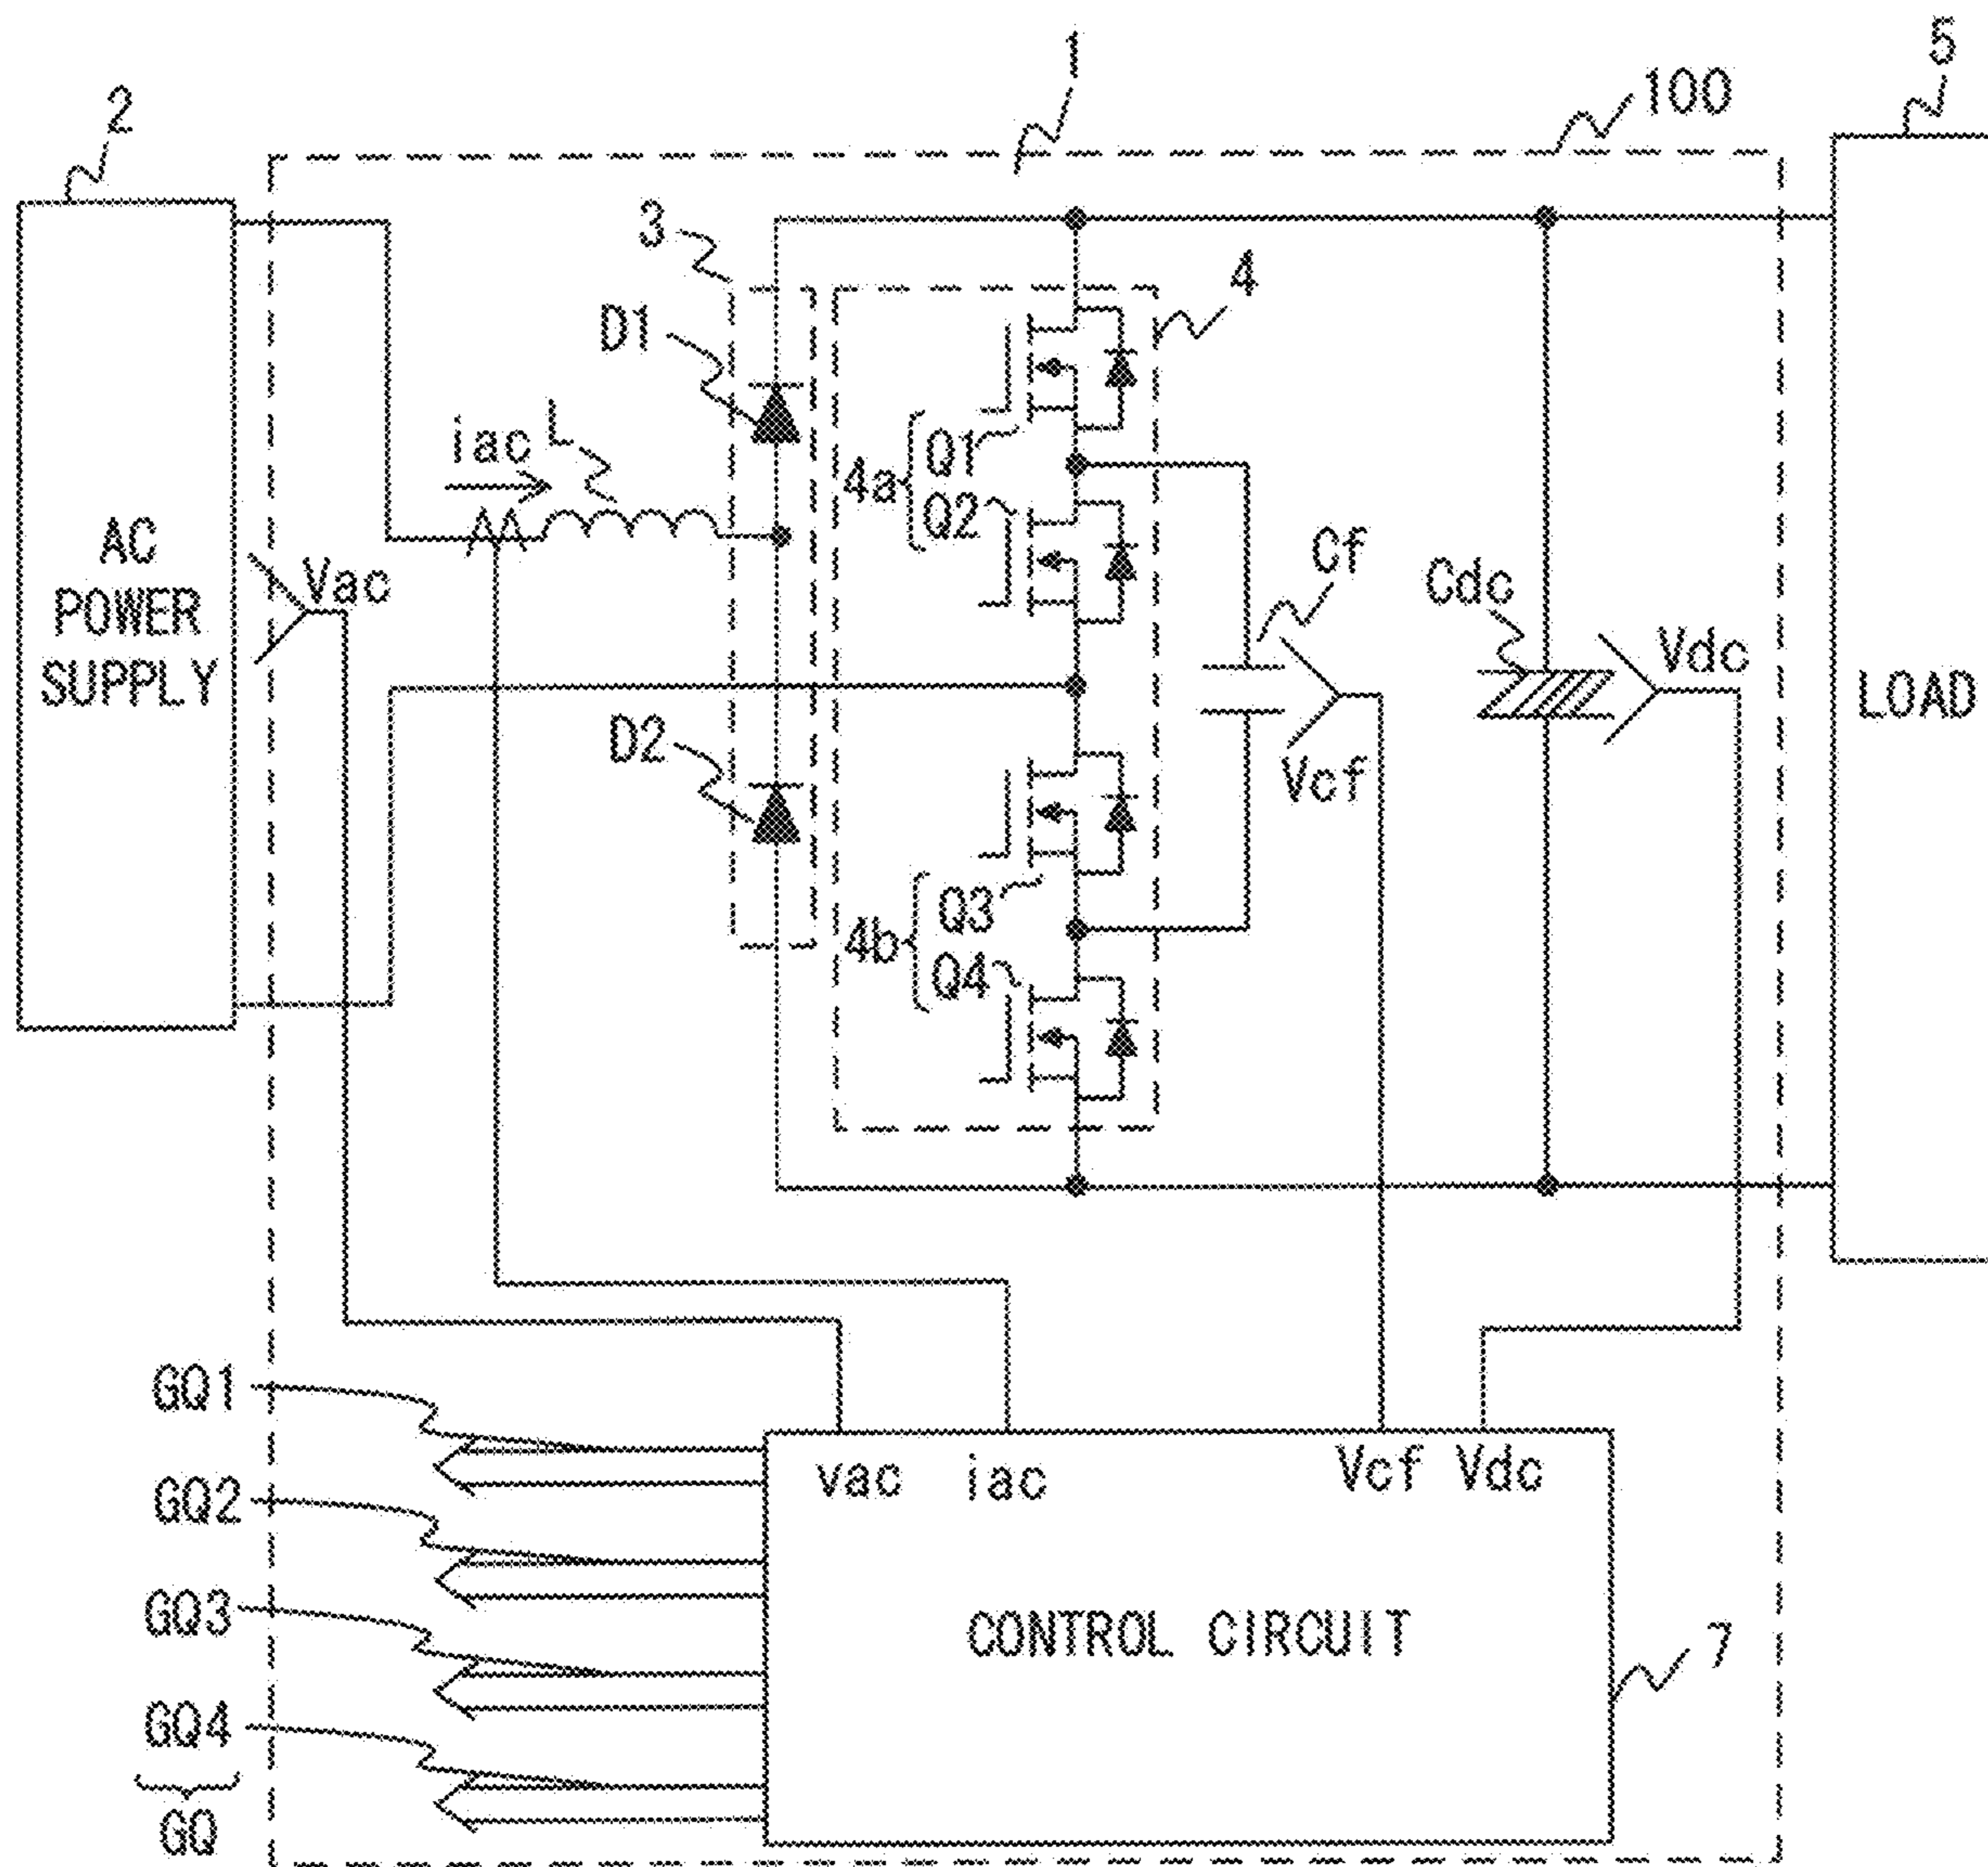 1
5
2
100
3
4
D1
iac
L
4a
Q1
Q2
AC
POWER
SUPPLY
Vac
Cf
Cdc
Vdc
LOAD
D2
Vcf
4b
Q3
Q4
GQ1
GQ2
GQ3
GQ4
GQ
vac
iac
Vcf
Vdc
CONTROL CIRCUIT
7